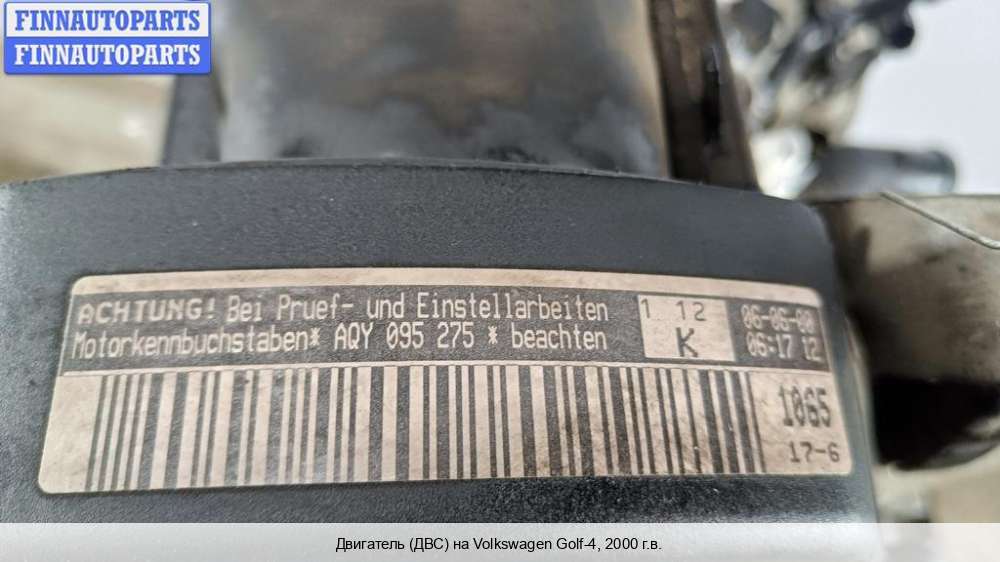 FINNAUTOPARTS
FINNAUTOPARTS
ACHTUNG! Bei Pruef- und Einstellarbeiten
Motorkennbuchstaben* AQY 095 275 * beachten
1 12
K
06-06-00
06:17 12
1065
17-6
Двигатель (ДВС) на Volkswagen Golf-4, 2000 г.в.